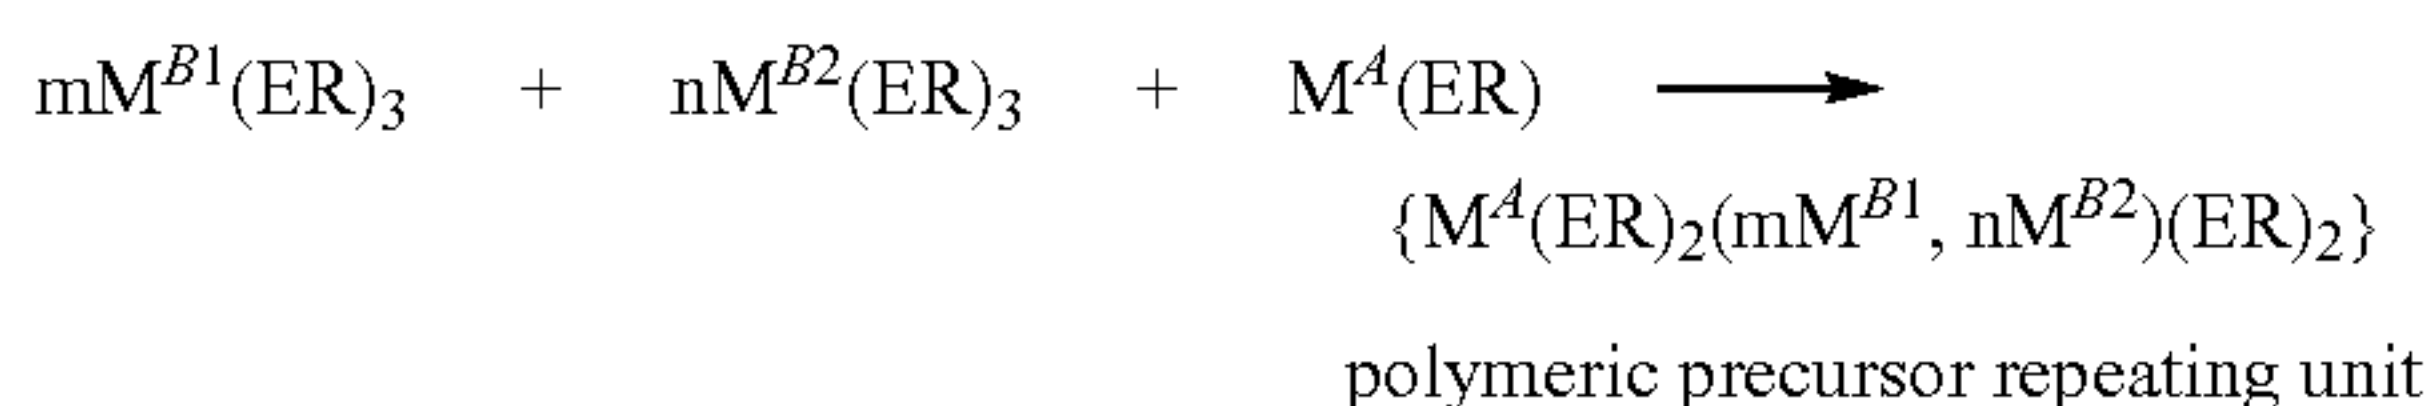 mM^{B1}(ER)_3 + nM^{B2}(ER)_3 + M^A(ER) ⟶
{M^A(ER)_2(mM^{B1}, nM^{B2})(ER)_2}
polymeric precursor repeating unit